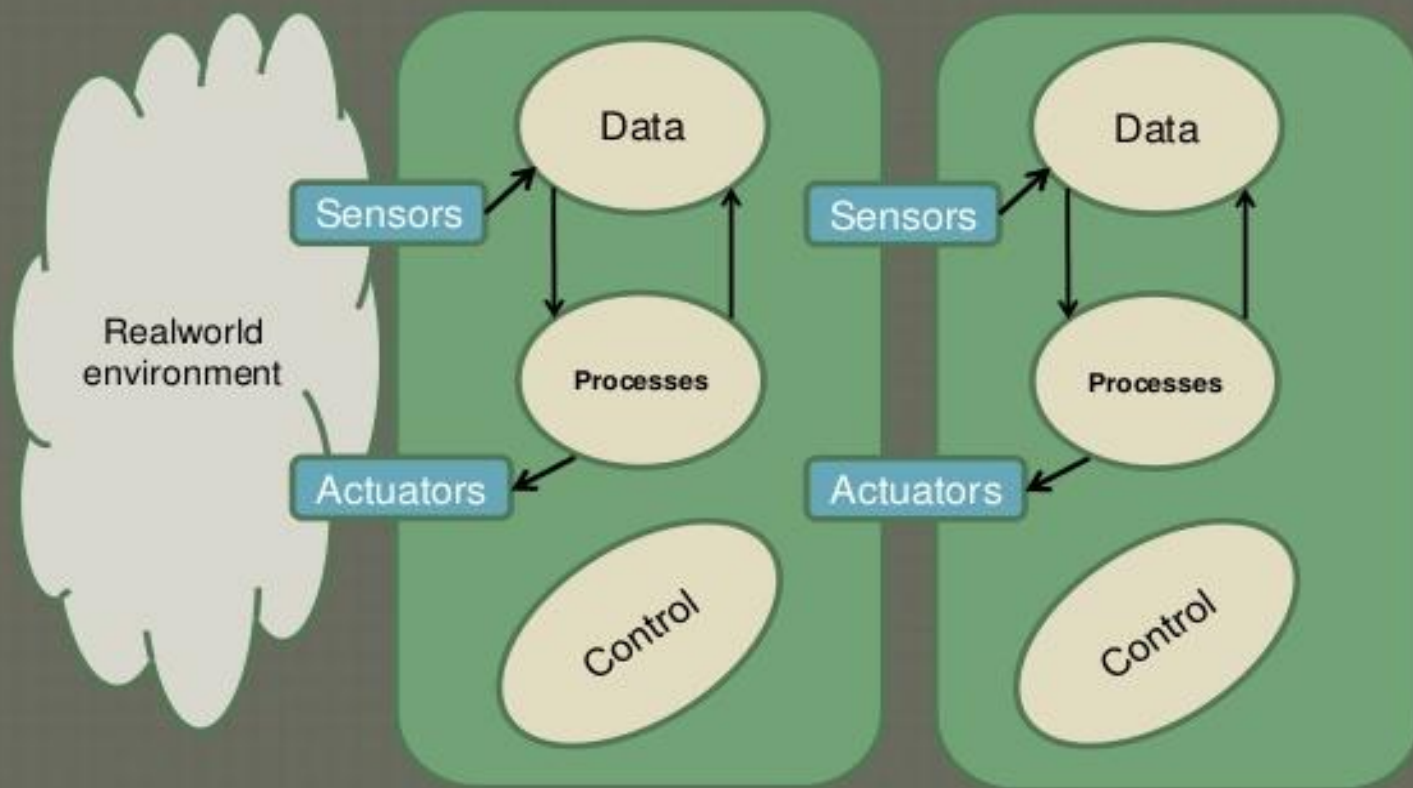 Realworld
environment
Sensors
Data
Processes
Actuators
Control
Sensors
Data
Processes
Actuators
Control